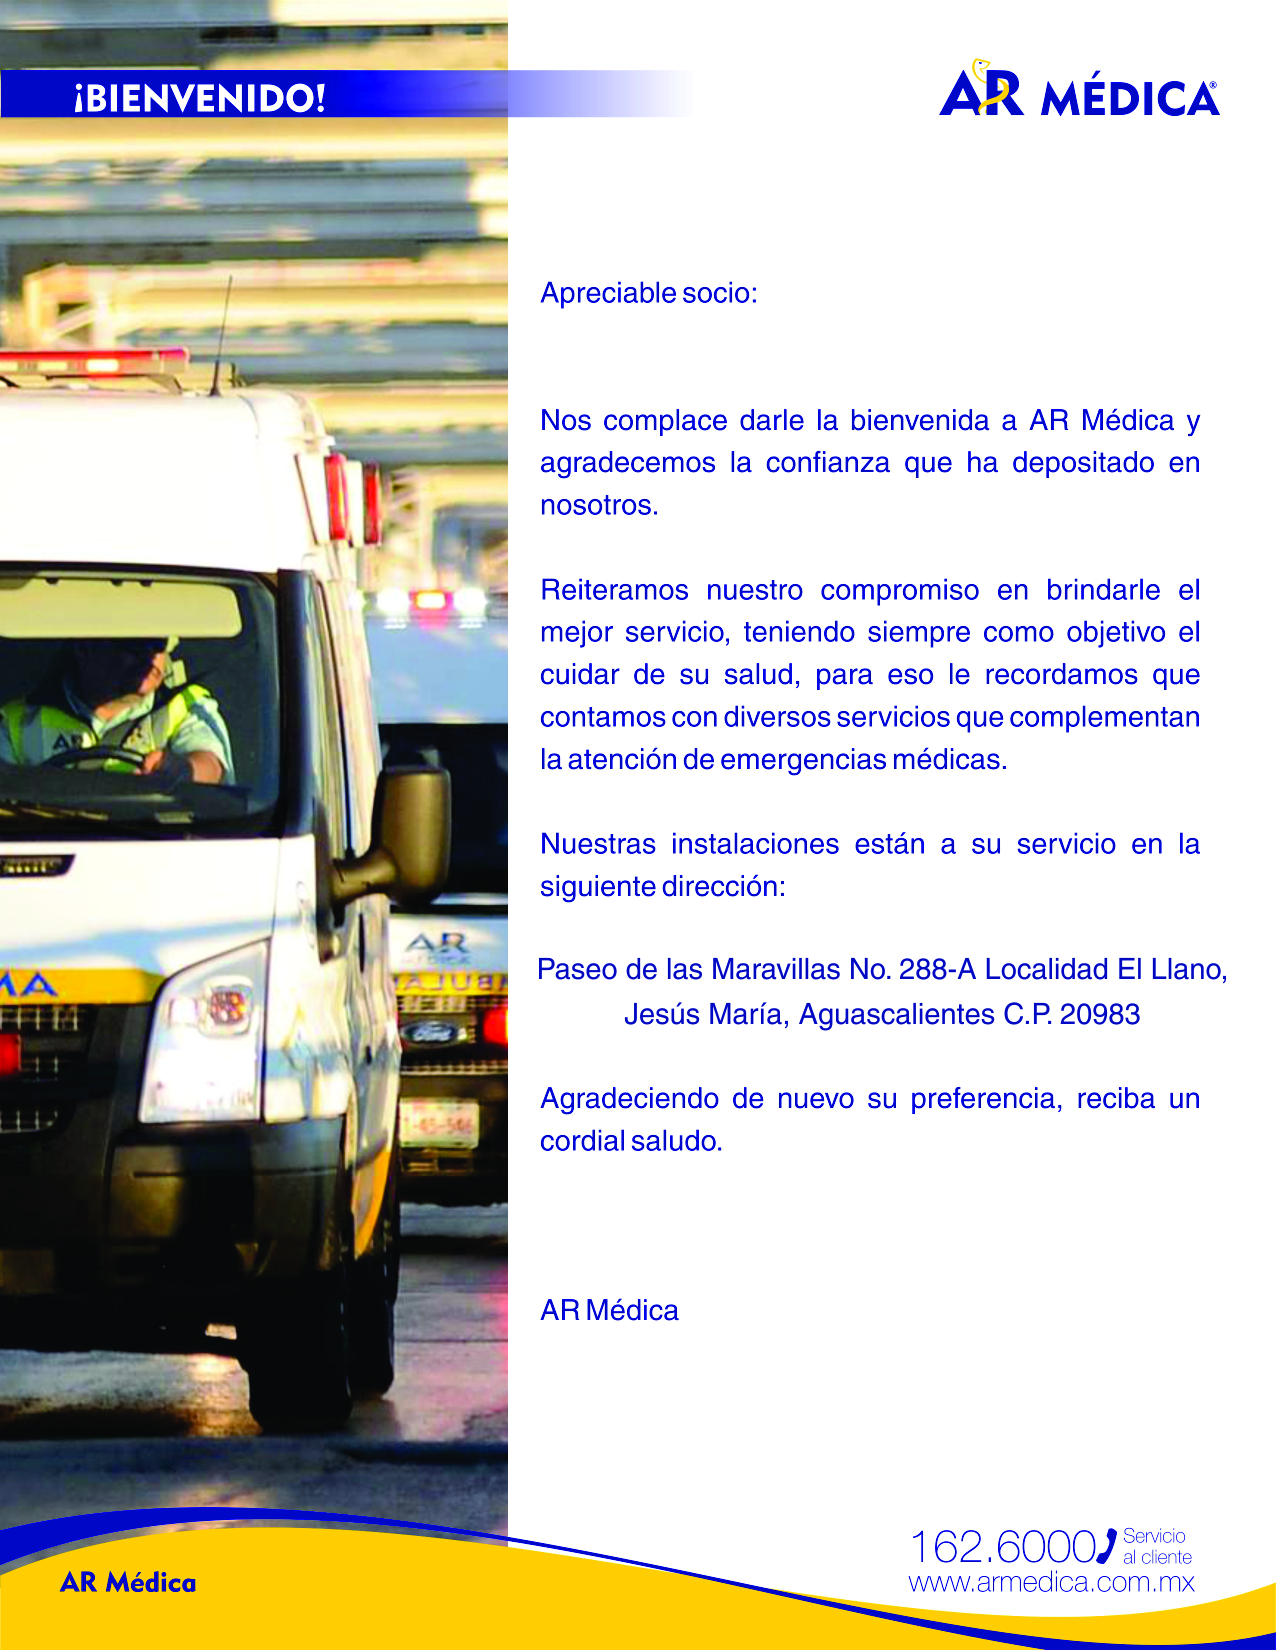 ¡BIENVENIDO!
AR MÉDICA®
Apreciable socio:
Nos complace darle la bienvenida a AR Médica y
agradecemos la confianza que ha depositado en
nosotros.
Reiteramos nuestro compromiso en brindarle el
mejor servicio, teniendo siempre como objetivo el
cuidar de su salud, para eso le recordamos que
contamos con diversos servicios que complementan
la atención de emergencias médicas.
Nuestras instalaciones están a su servicio en la
siguiente dirección:
Paseo de las Maravillas No. 288-A Localidad El Llano,
Jesús María, Aguascalientes C.P. 20983
Agradeciendo de nuevo su preferencia, reciba un
cordial saludo.
AR Médica
AR
Ford
162.6000 Servicio
al cliente
www.armedica.com.mx
AR Médica